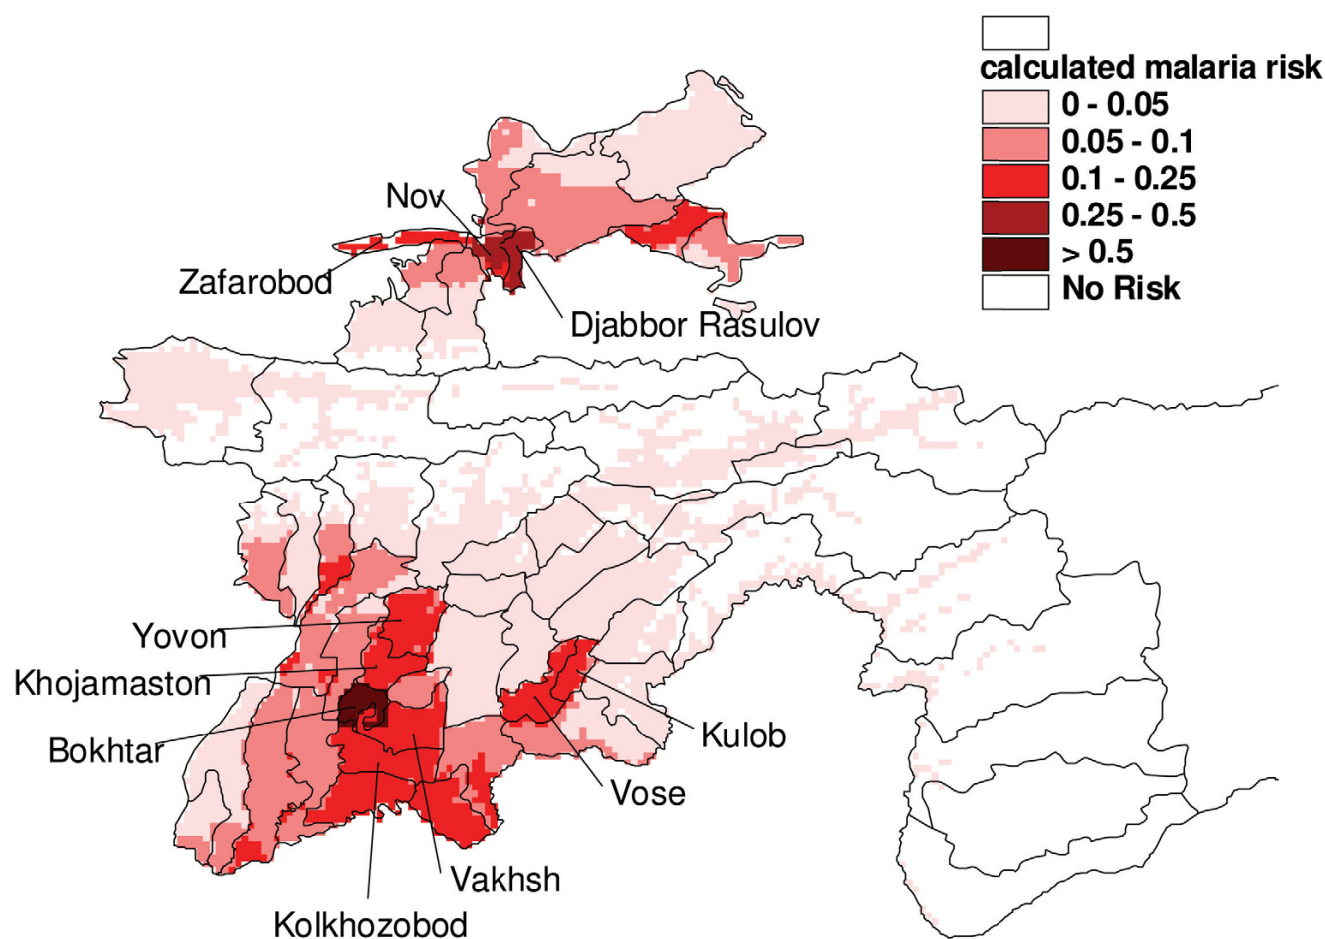 calculated malaria risk
0 - 0.05
0.05 - 0.1
0.1 - 0.25
0.25 - 0.5
> 0.5
No Risk
Nov
Zafarobod
Djabbor Rasulov
Yovon
Khojamaston
Bokhtar
Kulob
Vose
Vakhsh
Kolkhozobod